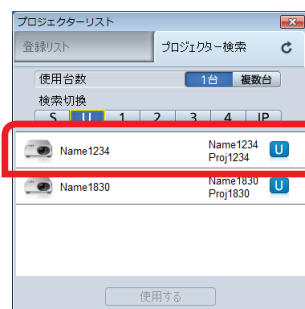 プロジェクターリスト
登録リスト プロジェクター検索
使用台数 1台 複数台
検索切換
S U 1 2 3 4 IP
Name1234 Name1234 U
Proj1234
Name1830 Name1830 U
Proj1830
使用する